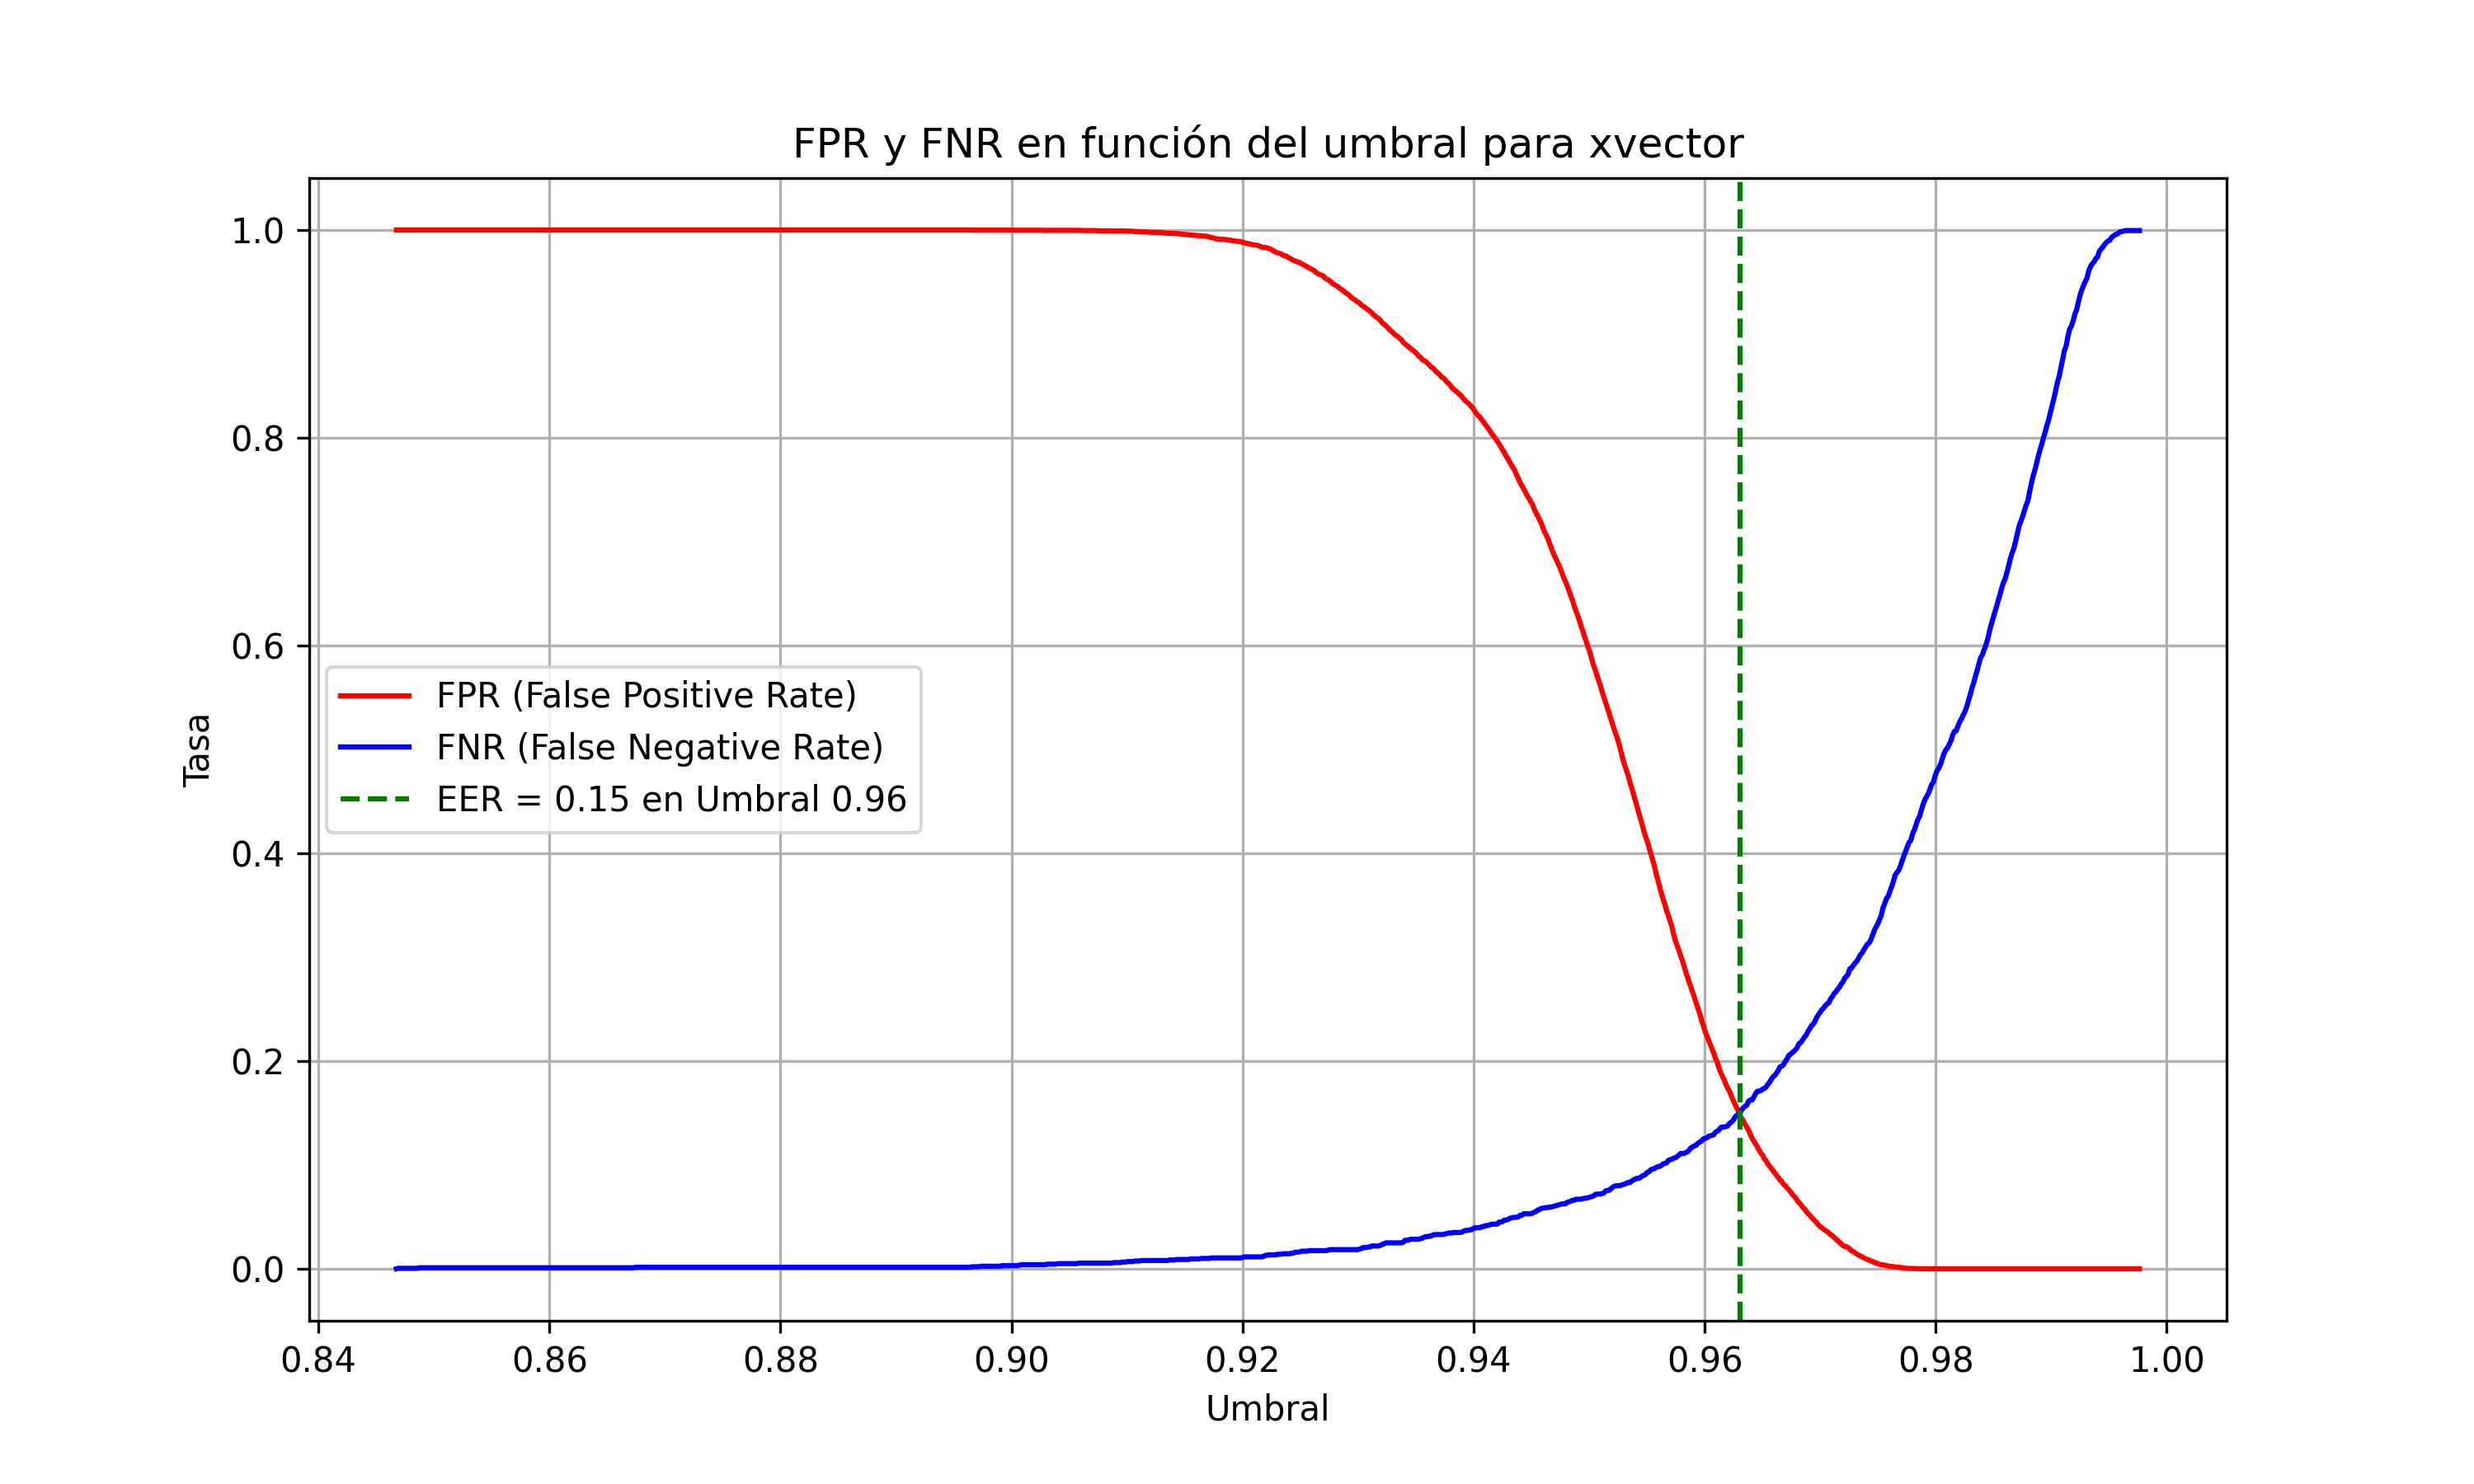 FPR y FNR en función del umbral para xvector
1.0
0.8
0.6
0.4
0.2
0.0
Tasa
FPR (False Positive Rate)
FNR (False Negative Rate)
EER = 0.15 en Umbral 0.96
0.84 0.86 0.88 0.90 0.92 0.94 0.96 0.98 1.00
Umbral